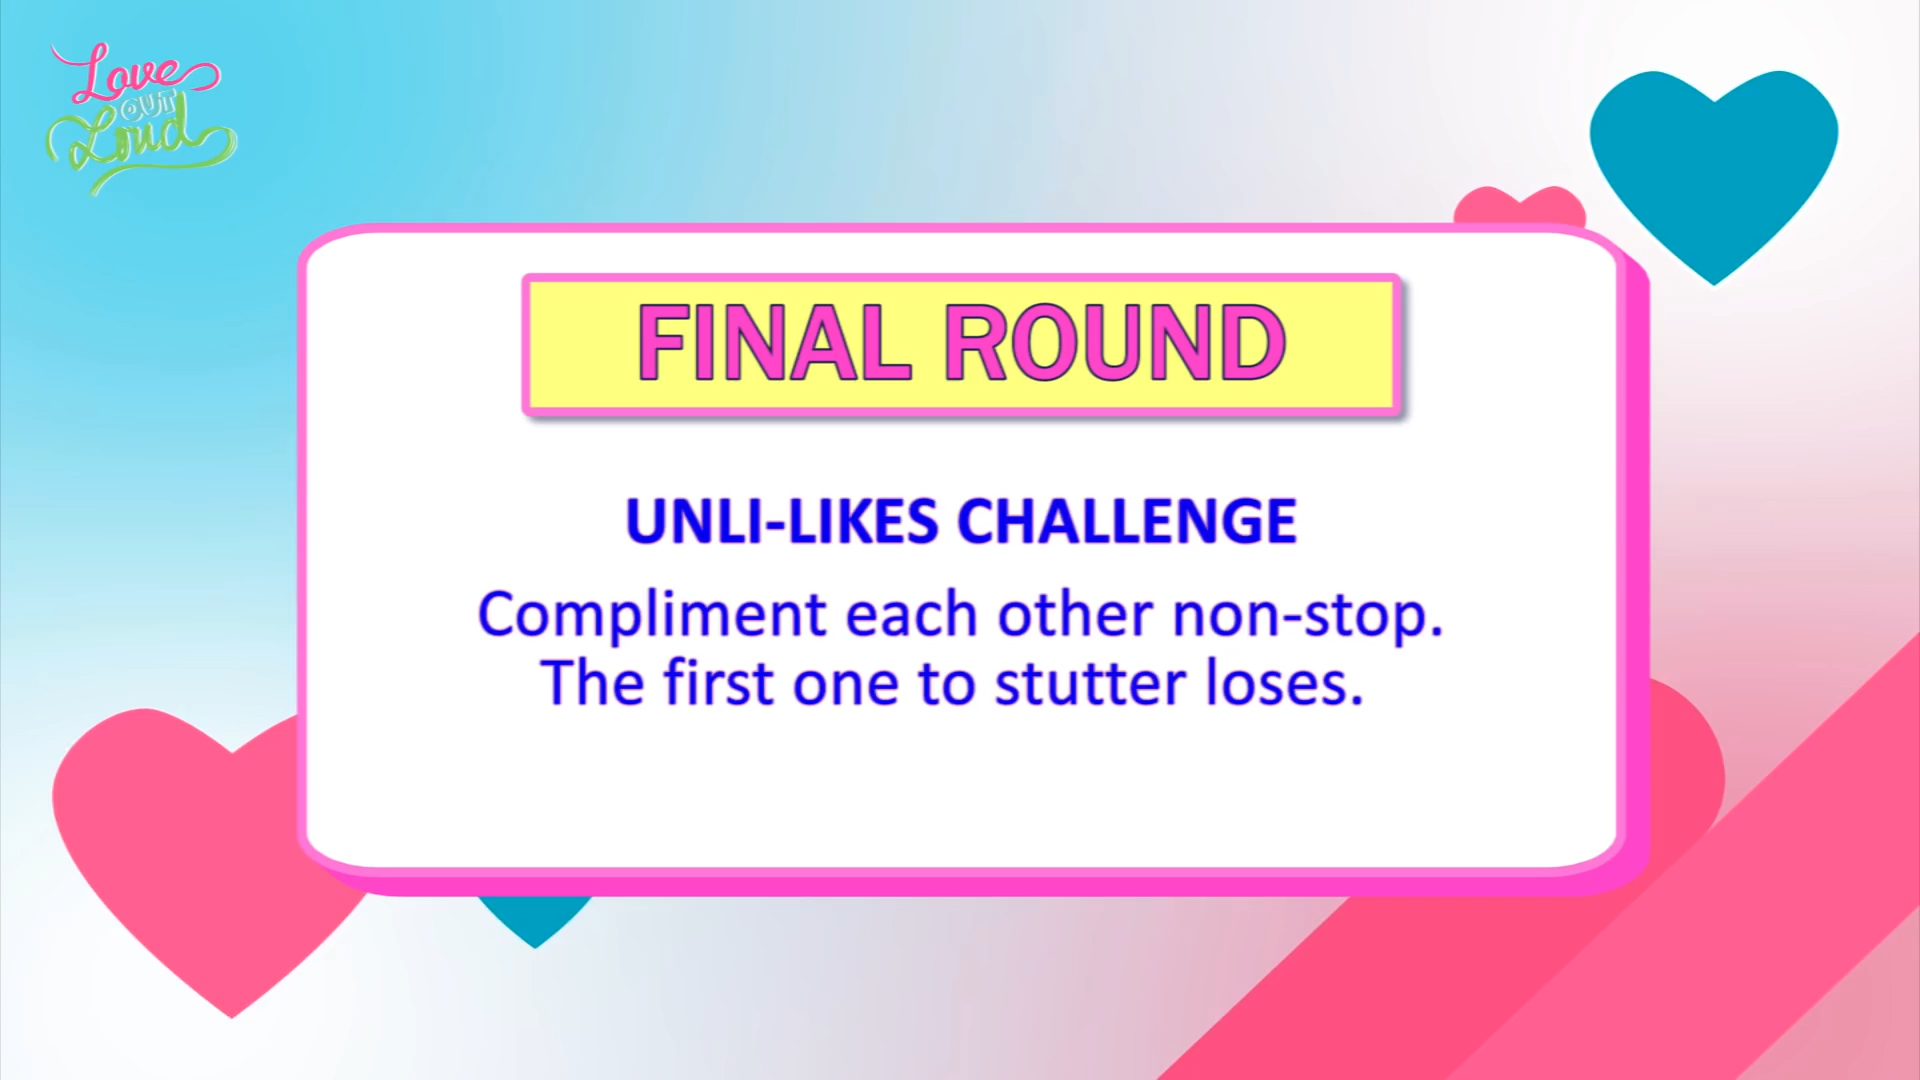 Love
OUT
Loud
FINAL ROUND
UNLI-LIKES CHALLENGE
Compliment each other non-stop.
The first one to stutter loses.